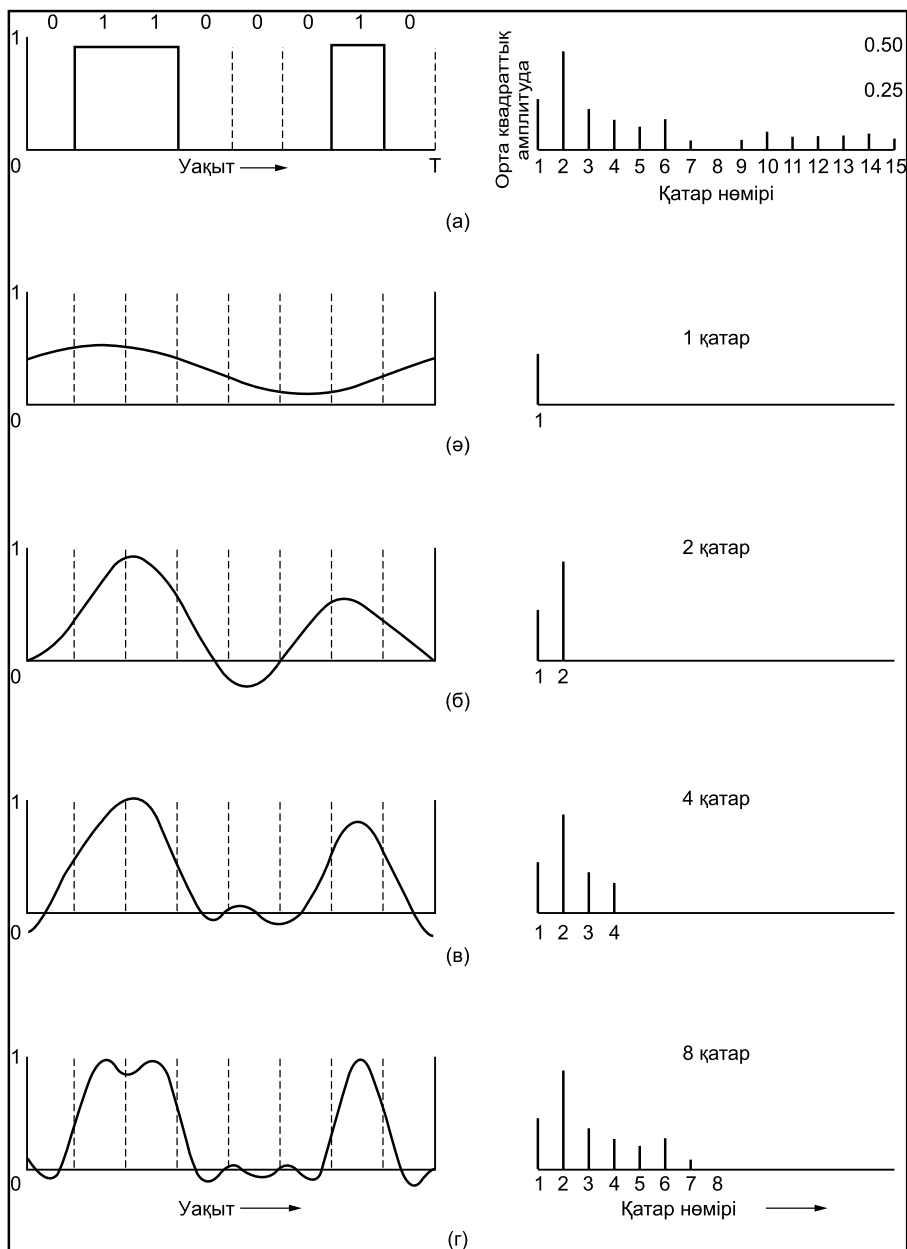 0 1 1 0 0 0 1 0
1
0
Уақыт
T
Орта квадраттық
амплитуда
0.50
0.25
1 2 3 4 5 6 7 8 9 10 11 12 13 14 15
Қатар нөмірі
(а)
1
0
1 қатар
1
(ә)
1
0
2 қатар
1 2
(б)
1
0
4 қатар
1 2 3 4
(в)
1
0
Уақыт
8 қатар
1 2 3 4 5 6 7 8
Қатар нөмірі
(г)